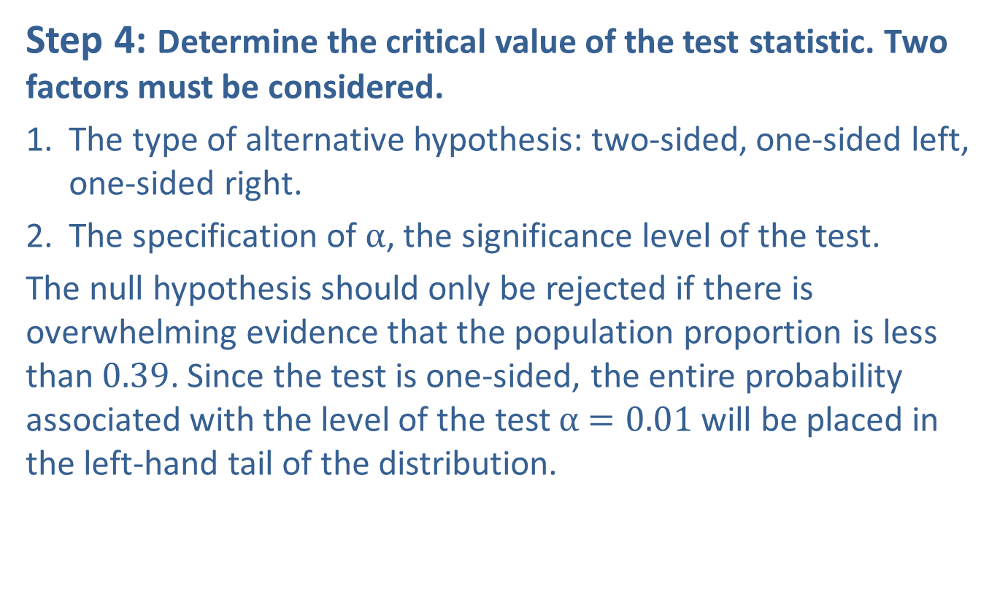 Step 4: Determine the critical value of the test statistic. Two
factors must be considered.
1. The type of alternative hypothesis: two-sided, one-sided left,
one-sided right.
2. The specification of α, the significance level of the test.
The null hypothesis should only be rejected if there is
overwhelming evidence that the population proportion is less
than 0.39. Since the test is one-sided, the entire probability
associated with the level of the test α = 0.01 will be placed in
the left-hand tail of the distribution.